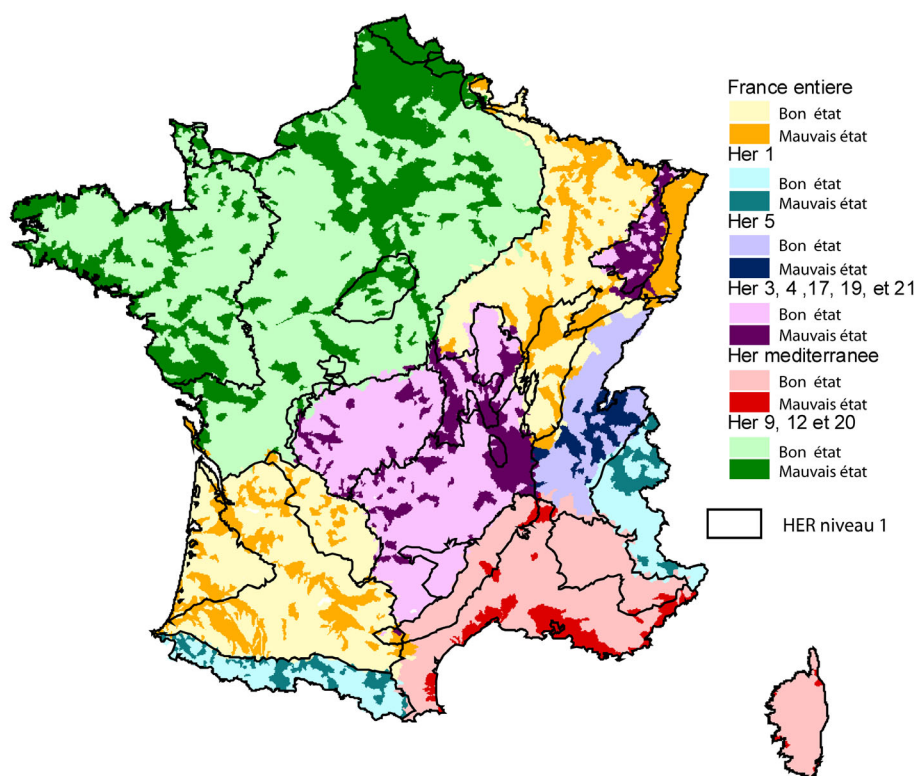 France entiere
Bon état
Mauvais état
Her 1
Bon état
Mauvais état
Her 5
Bon état
Mauvais état
Her 3, 4 ,17, 19, et 21
Bon état
Mauvais état
Her mediterranee
Bon état
Mauvais état
Her 9, 12 et 20
Bon état
Mauvais état
HER niveau 1